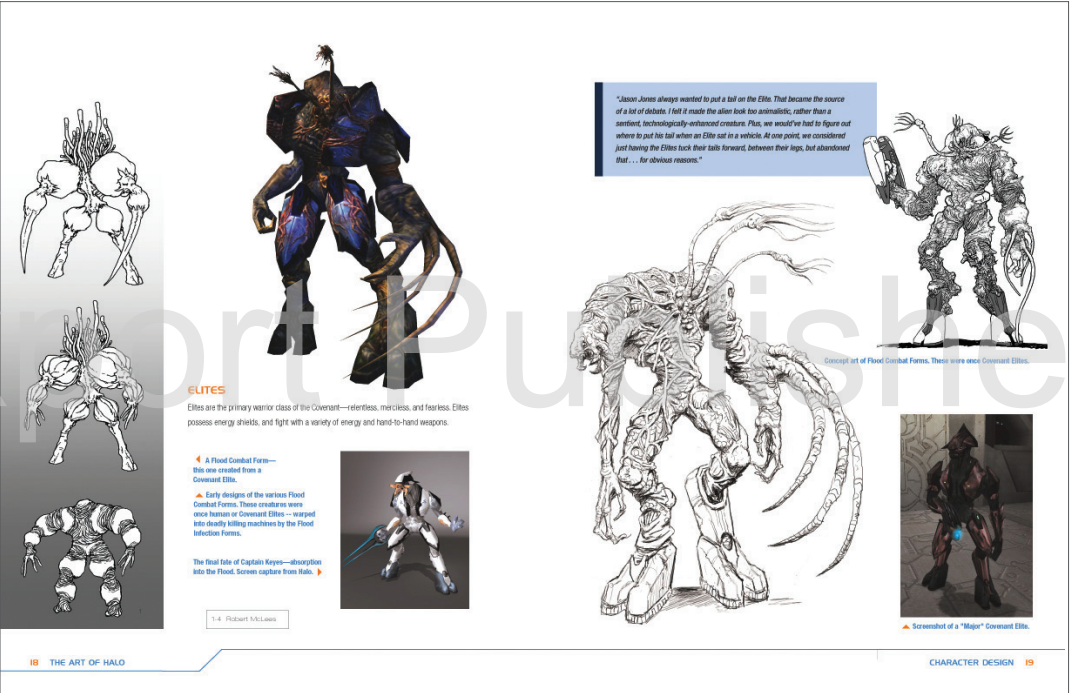 ELITES
Elites are the primary warrior class of the Covenant—relentless, merciless, and fearless. Elites
possess energy shields, and fight with a variety of energy and hand-to-hand weapons.
A Flood Combat Form—
this one created from a
Covenant Elite.
Early designs of the various Flood
Combat Forms. These creatures were
once human or Covenant Elites -- warped
into deadly killing machines by the Flood
Infection Forms.
The final fate of Captain Keyes—absorption
into the Flood. Screen capture from Halo.
1-4 Robert McLees
18 THE ART OF HALO
"Jason Jones always wanted to put a tail on the Elite. That became the source
of a lot of debate. I felt it made the alien look too animalistic, rather than a
sentient, technologically-enhanced creature. Plus, we would've had to figure out
where to put his tail when an Elite sat in a vehicle. At one point, we considered
just having the Elites tuck their tails forward, between their legs, but abandoned
that . . . for obvious reasons."
Concept art of Flood Combat Forms. These were once Covenant Elites.
Screenshot of a "Major" Covenant Elite.
CHARACTER DESIGN 19
port Publishe